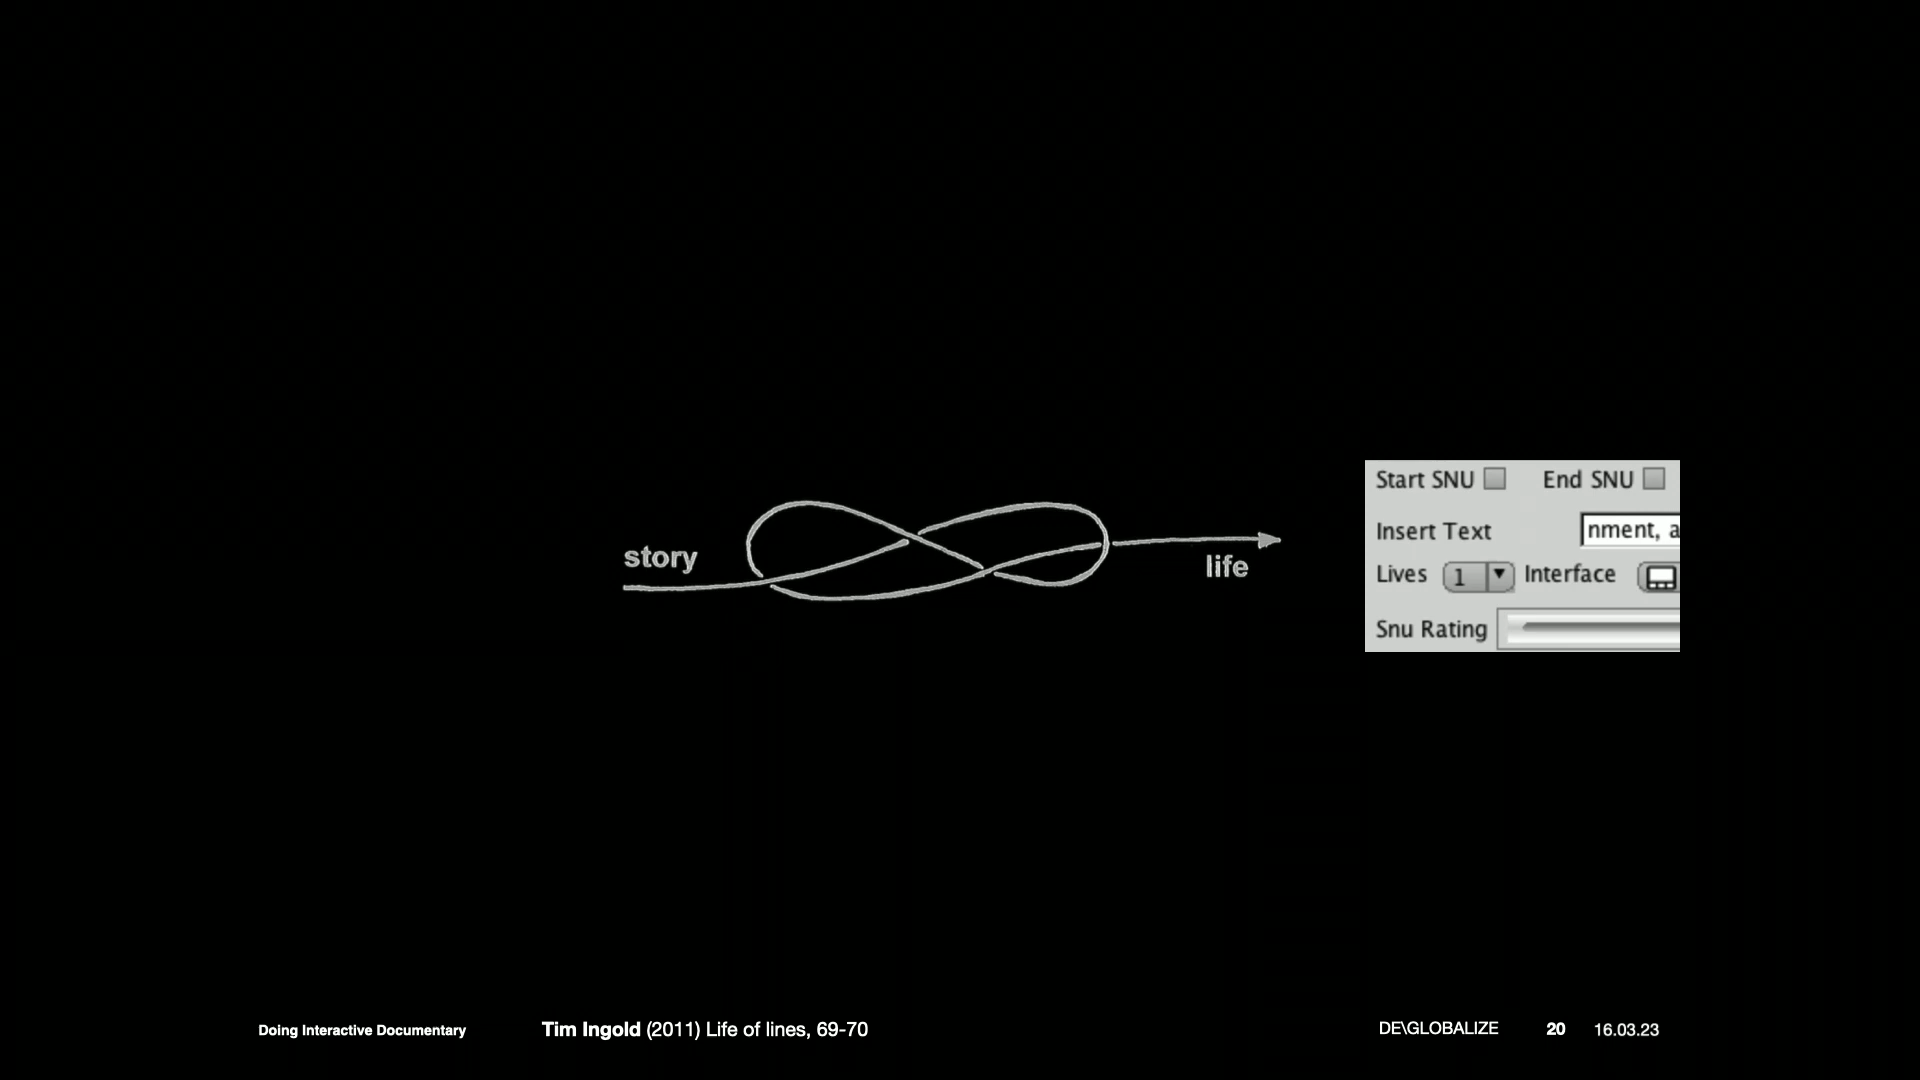 story
life
Start SNU End SNU
Insert Text nment, a
Lives 1 Interface
Snu Rating
Doing Interactive Documentary
Tim Ingold (2011) Life of lines, 69-70
DE\GLOBALIZE 20 16.03.23